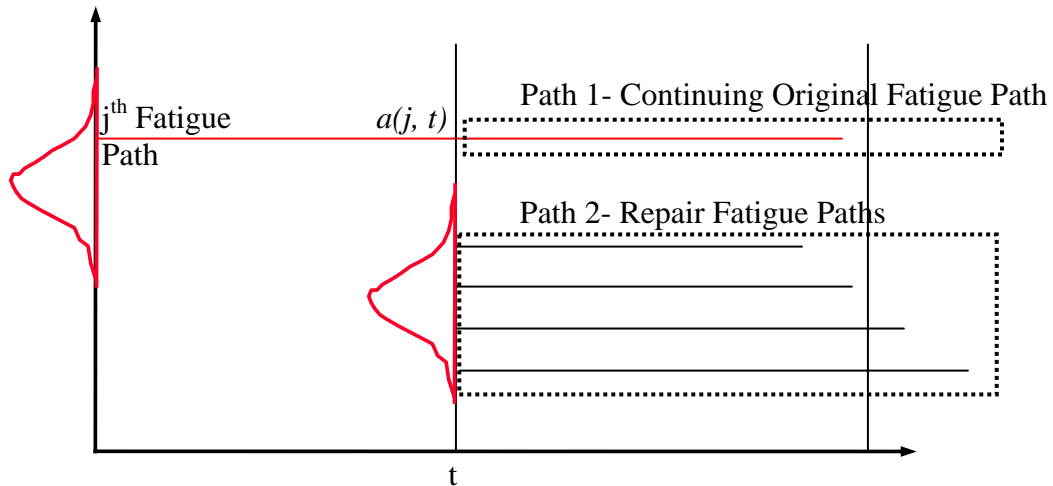 Path 1- Continuing Original Fatigue Path
jth Fatigue
a(j, t)
Path
Path 2- Repair Fatigue Paths
t